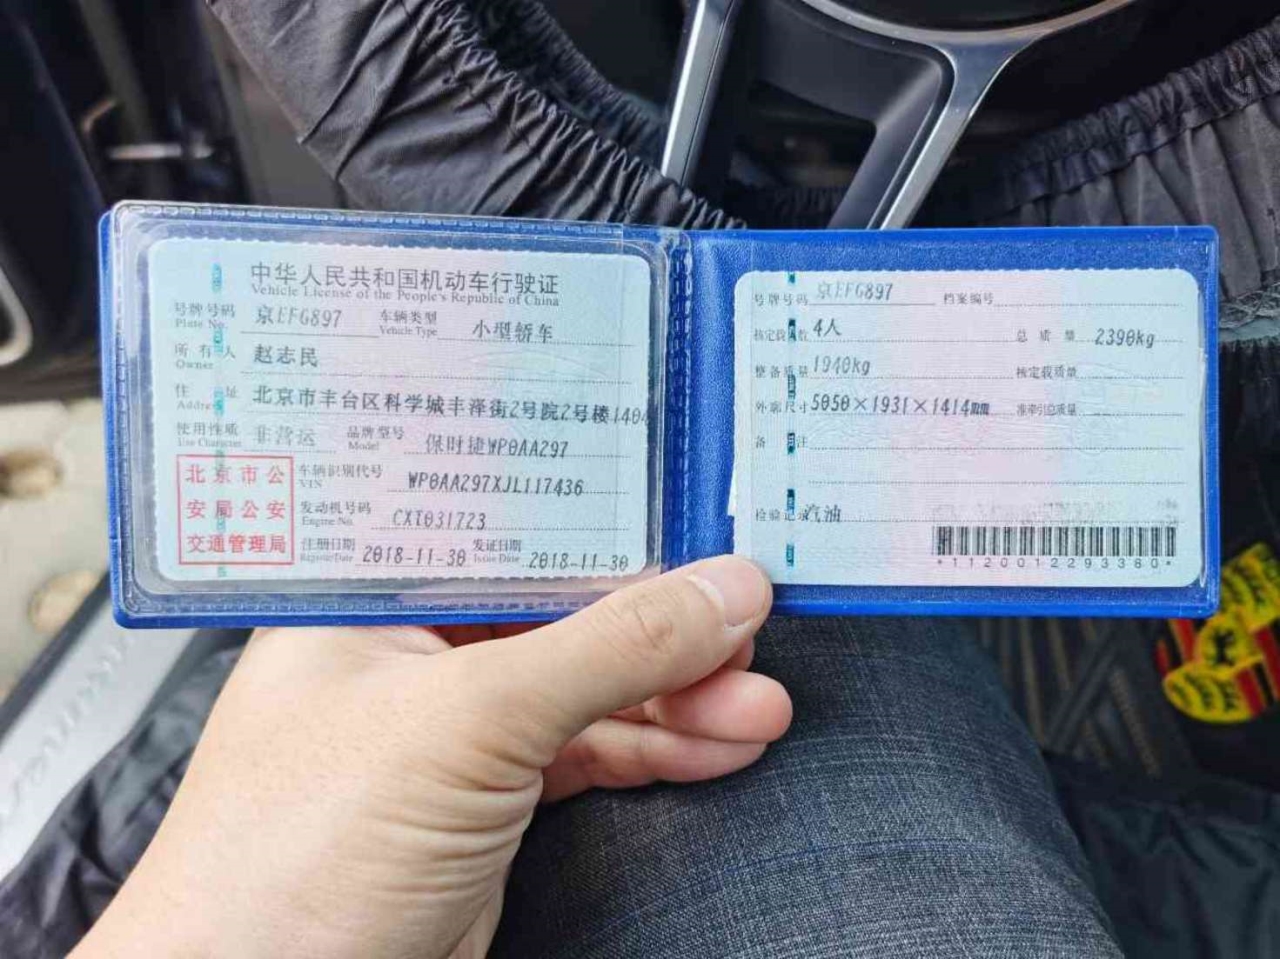 中华人民共和国机动车行驶证
Vehicle License of the People's Republic of China
号牌号码 京EFG897 车辆类型 小型轿车
Plate No. Vehicle Type
所有人 赵志民
Owner
住址 北京市丰台区科学城丰泽街2号院2号楼1404
Address
使用性质 非营运 品牌型号 保时捷WP0AA297
Use Character Model
北京市公
安局公安
交通管理局
车辆识别代号 WP0AA297XJL117436
VIN
发动机号码 CXT031723
Engine No.
注册日期 2018-11-30 发证日期 2018-11-30
Register Date Issue Date
号牌号码 京EFG897 档案编号
核定载人数 4人 总质量 2390kg
整备质量 1940kg 核定载质量
外廓尺寸 5050×1931×1414mm 准牵引总质量
备注
检验记录 汽油
*1120012293380*